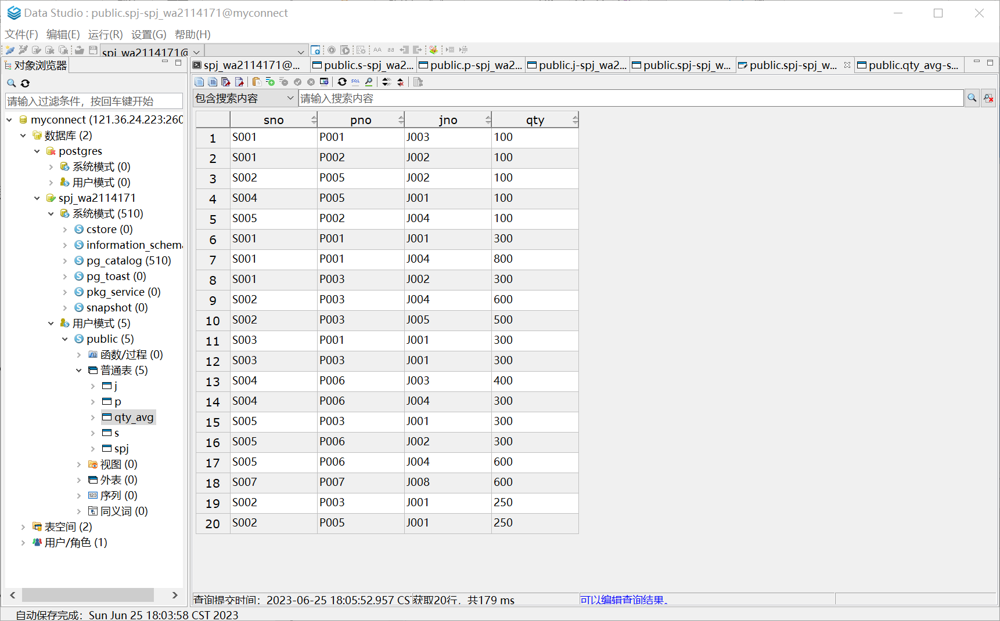 Data Studio : public.spj-spj_wa2114171@myconnect
文件(F) 编辑(E) 运行(R) 设置(G) 帮助(H)
spj_wa2114171@
对象浏览器
请输入过滤条件，按回车键开始
myconnect (121.36.24.223:260
数据库 (2)
postgres
系统模式 (0)
用户模式 (0)
spj_wa2114171
系统模式 (510)
cstore (0)
information_schema
pg_catalog (510)
pg_toast (0)
pkg_service (0)
snapshot (0)
用户模式 (5)
public (5)
函数/过程 (0)
普通表 (5)
j
p
qty_avg
s
spj
视图 (0)
外表 (0)
序列 (0)
同义词 (0)
表空间 (2)
用户/角色 (1)
spj_wa2114171@... public.s-spj_wa2... public.p-spj_wa2... public.j-spj_wa2... public.spj-spj_w... public.spj-spj_w... public.qty_avg-s...
包含搜索内容 请输入搜索内容
sno pno jno qty
1 S001 P001 J003 100
2 S001 P002 J002 100
3 S002 P005 J002 100
4 S004 P005 J001 100
5 S005 P002 J004 100
6 S001 P001 J001 300
7 S001 P001 J004 800
8 S001 P003 J002 300
9 S002 P003 J004 600
10 S002 P003 J005 500
11 S003 P001 J001 300
12 S003 P003 J001 300
13 S004 P006 J003 400
14 S004 P006 J004 300
15 S005 P003 J001 300
16 S005 P006 J002 300
17 S005 P006 J004 600
18 S007 P007 J008 600
19 S002 P003 J001 250
20 S002 P005 J001 250
查询提交时间：2023-06-25 18:05:52.957 CS 获取20行，共179 ms 可以编辑查询结果。
自动保存完成：Sun Jun 25 18:03:58 CST 2023